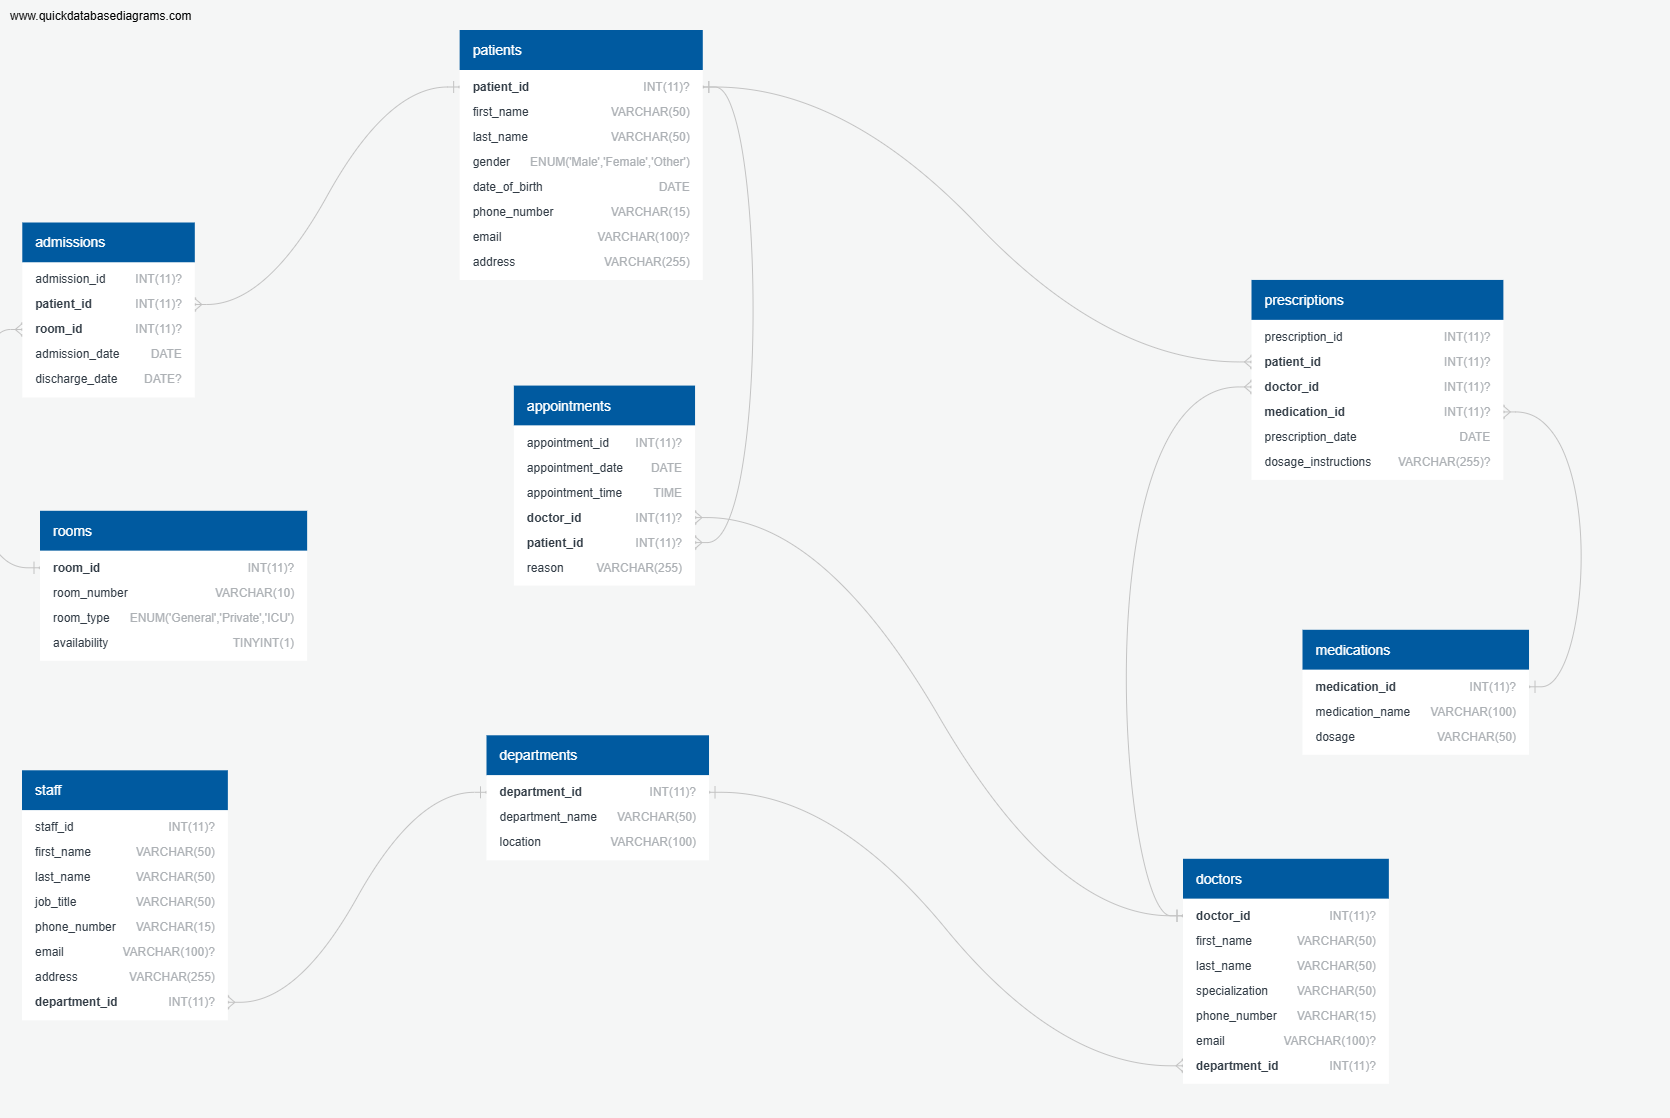 www.quickdatabasediagrams.com
patients
patient_id INT(11)?
first_name VARCHAR(50)
last_name VARCHAR(50)
gender ENUM('Male','Female','Other')
date_of_birth DATE
phone_number VARCHAR(15)
email VARCHAR(100)?
address VARCHAR(255)
admissions
admission_id INT(11)?
patient_id INT(11)?
room_id INT(11)?
admission_date DATE
discharge_date DATE?
prescriptions
prescription_id INT(11)?
patient_id INT(11)?
doctor_id INT(11)?
medication_id INT(11)?
prescription_date DATE
dosage_instructions VARCHAR(255)?
appointments
appointment_id INT(11)?
appointment_date DATE
appointment_time TIME
doctor_id INT(11)?
patient_id INT(11)?
reason VARCHAR(255)
rooms
room_id INT(11)?
room_number VARCHAR(10)
room_type ENUM('General','Private','ICU')
availability TINYINT(1)
medications
medication_id INT(11)?
medication_name VARCHAR(100)
dosage VARCHAR(50)
departments
department_id INT(11)?
department_name VARCHAR(50)
location VARCHAR(100)
staff
staff_id INT(11)?
first_name VARCHAR(50)
last_name VARCHAR(50)
job_title VARCHAR(50)
phone_number VARCHAR(15)
email VARCHAR(100)?
address VARCHAR(255)
department_id INT(11)?
doctors
doctor_id INT(11)?
first_name VARCHAR(50)
last_name VARCHAR(50)
specialization VARCHAR(50)
phone_number VARCHAR(15)
email VARCHAR(100)?
department_id INT(11)?